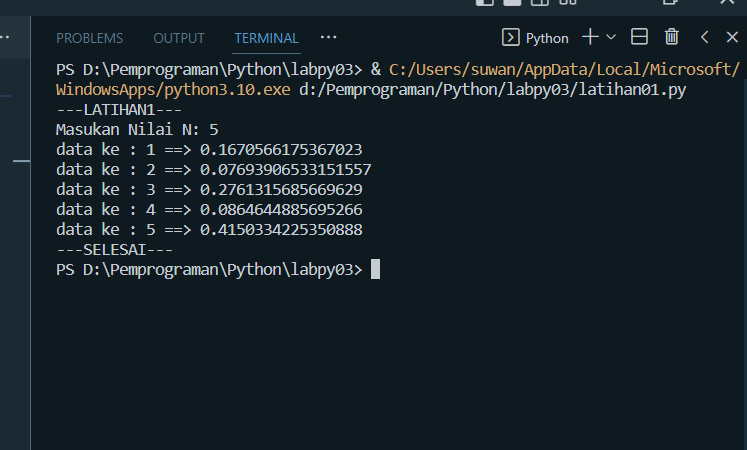 PROBLEMS OUTPUT TERMINAL ··· Python
PS D:\Pemprograman\Python\labpy03> & C:/Users/suwan/AppData/Local/Microsoft/
WindowsApps/python3.10.exe d:/Pemprograman/Python/labpy03/latihan01.py
---LATIHAN1---
Masukan Nilai N: 5
data ke : 1 ==> 0.1670566175367023
data ke : 2 ==> 0.07693906533151557
data ke : 3 ==> 0.2761315685669629
data ke : 4 ==> 0.0864644885695266
data ke : 5 ==> 0.4150334225350888
---SELESAI---
PS D:\Pemprograman\Python\labpy03>